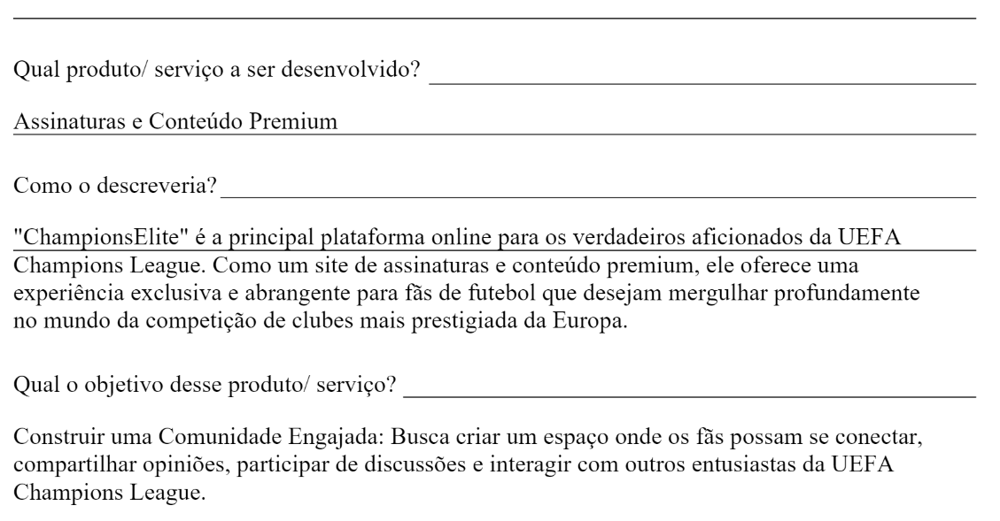 Qual produto/ serviço a ser desenvolvido?
Assinaturas e Conteúdo Premium
Como o descreveria?
"ChampionsElite" é a principal plataforma online para os verdadeiros aficionados da UEFA
Champions League. Como um site de assinaturas e conteúdo premium, ele oferece uma
experiência exclusiva e abrangente para fãs de futebol que desejam mergulhar profundamente
no mundo da competição de clubes mais prestigiada da Europa.
Qual o objetivo desse produto/ serviço?
Construir uma Comunidade Engajada: Busca criar um espaço onde os fãs possam se conectar,
compartilhar opiniões, participar de discussões e interagir com outros entusiastas da UEFA
Champions League.